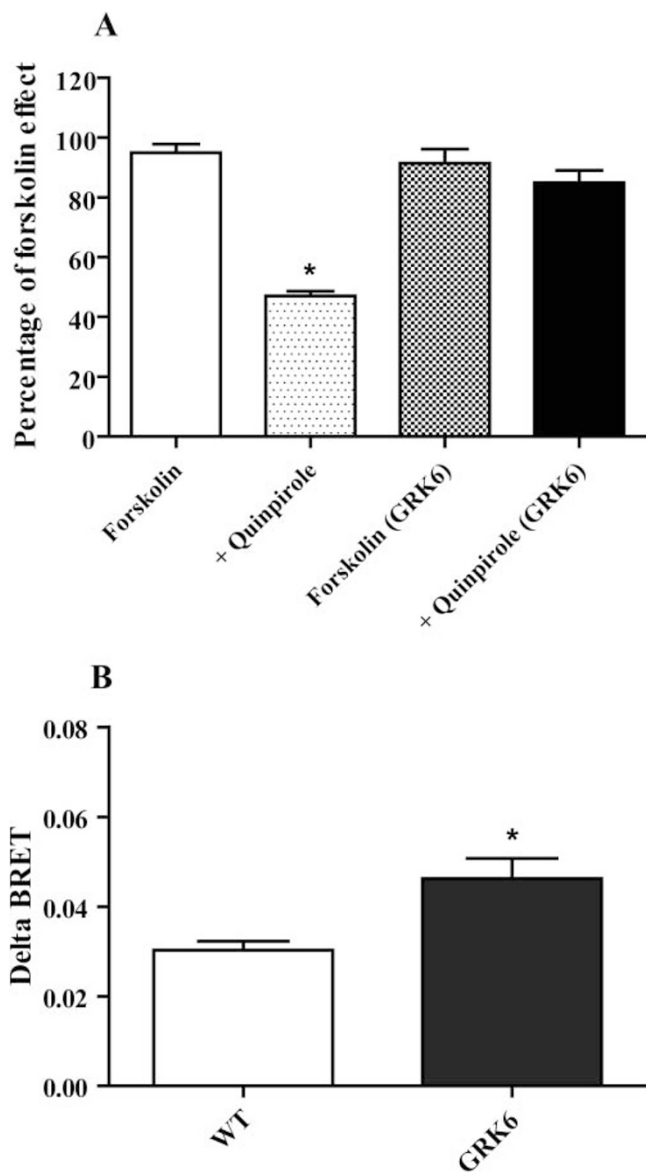 A
Percentage of forskolin effect
120
100
80
60
40
20
0
*
Forskolin
+ Quinpirole
Forskolin (GRK6)
+ Quinpirole (GRK6)
B
Delta BRET
0.08
0.06
0.04
0.02
0.00
*
WT
GRK6